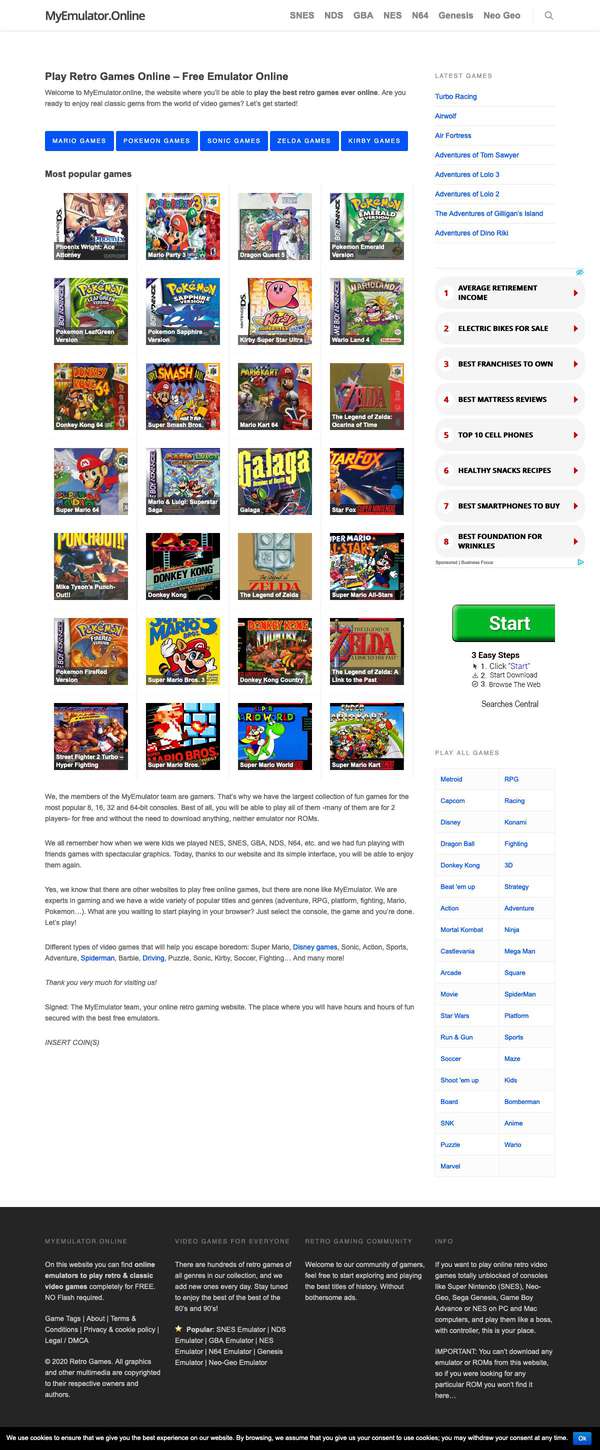 MyEmulator.Online
SNES NDS GBA NES N64 Genesis Neo Geo
Play Retro Games Online – Free Emulator Online
Welcome to MyEmulator.online, the website where you'll be able to play the best retro games ever online. Are
you ready to enjoy real classic gems from the world of video games? Let's get started!
MARIO GAMES
POKEMON GAMES
SONIC GAMES
ZELDA GAMES
KIRBY GAMES
Most popular games
Phoenix Wright: Ace
Attorney
Mario Party 3
Dragon Quest 5
Pokemon Emerald
Version
Pokemon LeafGreen
Version
Pokemon Sapphire
Version
Kirby Super Star Ultra
Wario Land 4
Donkey Kong 64
Super Smash Bros.
Mario Kart 64
The Legend of Zelda:
Ocarina of Time
Super Mario 64
Mario & Luigi: Superstar
Saga
Galaga
Star Fox
Mike Tyson's Punch-
Out!!
Donkey Kong
The Legend of Zelda
Super Mario All-Stars
Pokemon FireRed
Version
Super Mario Bros. 3
Donkey Kong Country
The Legend of Zelda: A
Link to the Past
Street Fighter 2 Turbo –
Hyper Fighting
Super Mario Bros.
Super Mario World
Super Mario Kart
We, the members of the MyEmulator team are gamers. That's why we have the largest collection of fun games for the
most popular 8, 16, 32 and 64-bit consoles. Best of all, you will be able to play all of them -many of them are for 2
players- for free and without the need to download anything, neither emulator nor ROMs.
We all remember how when we were kids we played NES, SNES, GBA, NDS, N64, etc. and we had fun playing with
friends games with spectacular graphics. Today, thanks to our website and its simple interface, you will be able to enjoy
them again.
Yes, we know that there are other websites to play free online games, but there are none like MyEmulator. We are
experts in gaming and we have a wide variety of popular titles and genres (adventure, RPG, platform, fighting, Mario,
Pokemon…). What are you waiting to start playing in your browser? Just select the console, the game and you're done.
Let's play!
Different types of video games that will help you escape boredom: Super Mario, Disney games, Sonic, Action, Sports,
Adventure, Spiderman, Barbie, Driving, Puzzle, Sonic, Kirby, Soccer, Fighting… And many more!
Thank you very much for visiting us!
Signed: The MyEmulator team, your online retro gaming website. The place where you will have hours and hours of fun
secured with the best free emulators.
INSERT COIN(S)
LATEST GAMES
Turbo Racing
Airwolf
Air Fortress
Adventures of Tom Sawyer
Adventures of Lolo 3
Adventures of Lolo 2
The Adventures of Gilligan's Island
Adventures of Dino Riki
1 AVERAGE RETIREMENT
INCOME
2 ELECTRIC BIKES FOR SALE
3 BEST FRANCHISES TO OWN
4 BEST MATTRESS REVIEWS
5 TOP 10 CELL PHONES
6 HEALTHY SNACKS RECIPES
7 BEST SMARTPHONES TO BUY
8 BEST FOUNDATION FOR
WRINKLES
Sponsored | Business Focus
Start
3 Easy Steps
1. Click "Start"
2. Start Download
3. Browse The Web
Searches Central
PLAY ALL GAMES
Metroid RPG
Capcom Racing
Disney Konami
Dragon Ball Fighting
Donkey Kong 3D
Beat 'em up Strategy
Action Adventure
Mortal Kombat Ninja
Castlevania Mega Man
Arcade Square
Movie SpiderMan
Star Wars Platform
Run & Gun Sports
Soccer Maze
Shoot 'em up Kids
Board Bomberman
SNK Anime
Puzzle Wario
Marvel
MYEMULATOR.ONLINE
On this website you can find online
emulators to play retro & classic
video games completely for FREE.
NO Flash required.
Game Tags | About | Terms &
Conditions | Privacy & cookie policy |
Legal / DMCA
© 2020 Retro Games. All graphics
and other multimedia are copyrighted
to their respective owners and
authors.
VIDEO GAMES FOR EVERYONE
There are hundreds of retro games of
all genres in our collection, and we
add new ones every day. Stay tuned
to enjoy the best of the best of the
80's and 90's!
Popular: SNES Emulator | NDS
Emulator | GBA Emulator | NES
Emulator | N64 Emulator | Genesis
Emulator | Neo-Geo Emulator
RETRO GAMING COMMUNITY
Welcome to our community of gamers,
feel free to start exploring and playing
the best titles of history. Without
bothersome ads.
INFO
If you want to play online retro video
games totally unblocked of consoles
like Super Nintendo (SNES), Neo-
Geo, Sega Genesis, Game Boy
Advance or NES on PC and Mac
computers, and play them like a boss,
with controller, this is your place.
IMPORTANT: You can't download any
emulator or ROMs from this website,
so if you were looking for any
particular ROM you won't find it
here…
We use cookies to ensure that we give you the best experience on our website. By browsing, we assume that you give us your consent to use cookies; you may withdraw your consent at any time. Ok